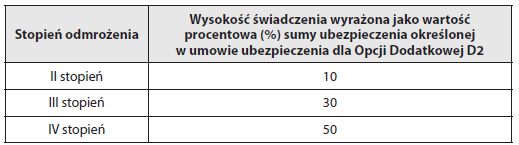 Stopień odmrożenia
Wysokość świadczenia wyrażona jako wartość
procentowa (%) sumy ubezpieczenia określonej
w umowie ubezpieczenia dla Opcji Dodatkowej D2
II stopień 10
III stopień 30
IV stopień 50